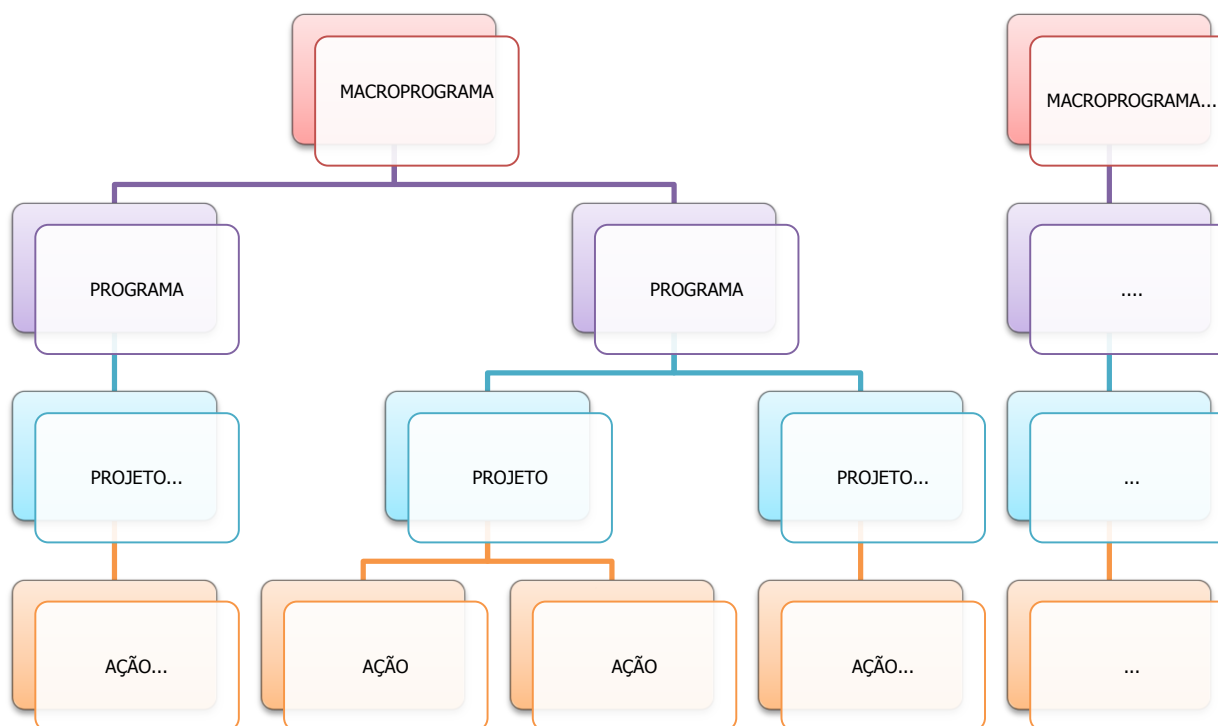 MACROPROGRAMA
MACROPROGRAMA...
PROGRAMA
PROGRAMA
....
PROJETO...
PROJETO
PROJETO...
...
AÇÃO...
AÇÃO
AÇÃO
AÇÃO...
...